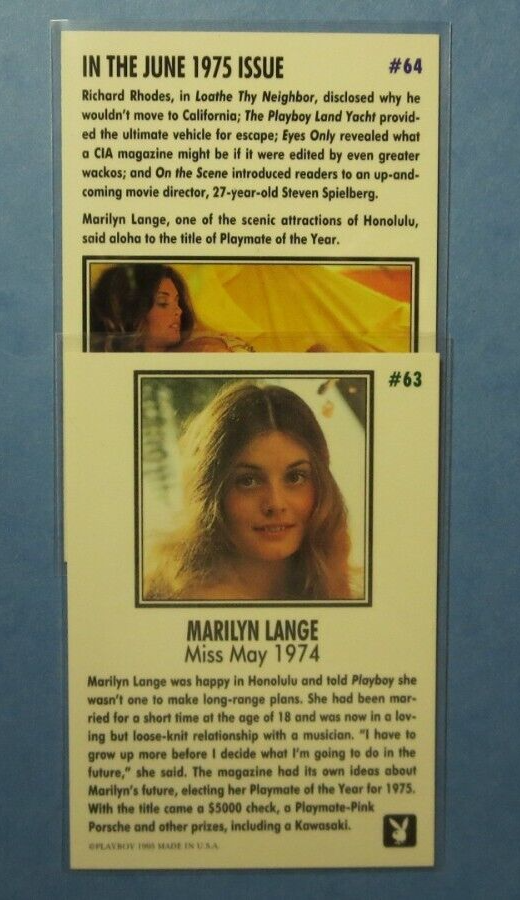 IN THE JUNE 1975 ISSUE #64
Richard Rhodes, in Loathe Thy Neighbor, disclosed why he
wouldn't move to California; The Playboy Land Yacht provid-
ed the ultimate vehicle for escape; Eyes Only revealed what
a CIA magazine might be if it were edited by even greater
wackos; and On the Scene introduced readers to an up-and-
coming movie director, 27-year-old Steven Spielberg.
Marilyn Lange, one of the scenic attractions of Honolulu,
said aloha to the title of Playmate of the Year.
#63
MARILYN LANGE
Miss May 1974
Marilyn Lange was happy in Honolulu and told Playboy she
wasn't one to make long-range plans. She had been mar-
ried for a short time at the age of 18 and was now in a lov-
ing but loose-knit relationship with a musician. "I have to
grow up more before I decide what I'm going to do in the
future," she said. The magazine had its own ideas about
Marilyn's future, electing her Playmate of the Year for 1975.
With the title came a $5000 check, a Playmate-Pink
Porsche and other prizes, including a Kawasaki.
©PLAYBOY 1995 MADE IN U.S.A.